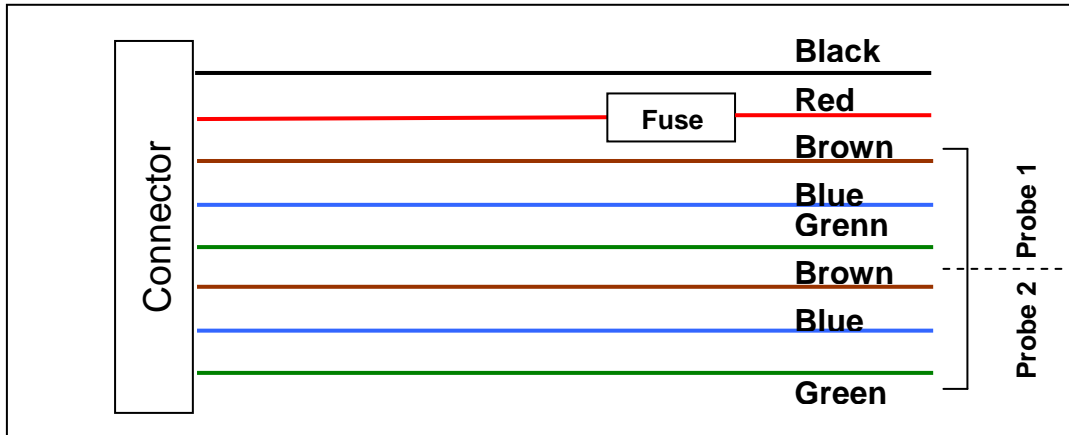 Connector
Black
Red
Fuse
Brown
Blue
Grenn
Brown
Blue
Green
Probe 1
Probe 2